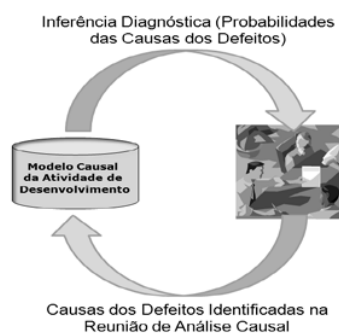 Inferência Diagnóstica (Probabilidades
das Causas dos Defeitos)
Modelo Causal
da Atividade de
Desenvolvimento
Causas dos Defeitos Identificadas na
Reunião de Análise Causal